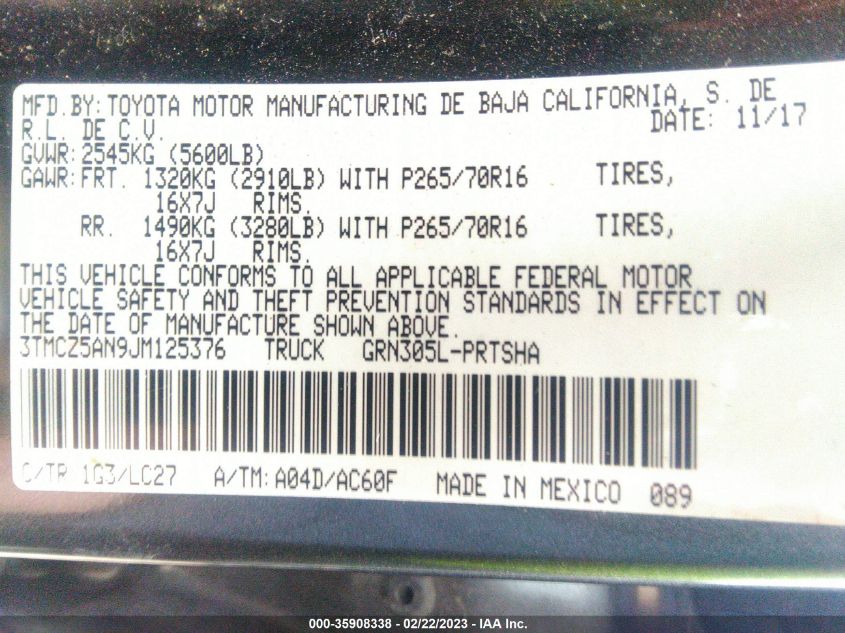 MFD.BY: TOYOTA MOTOR MANUFACTURING DE BAJA CALIFORNIA, S. DE
R.L. DE C.V. DATE: 11/17
GVWR: 2545KG (5600LB)
GAWR: FRT. 1320KG (2910LB) WITH P265/70R16 TIRES,
16X7J RIMS.
RR. 1490KG (3280LB) WITH P265/70R16 TIRES,
16X7J RIMS.
THIS VEHICLE CONFORMS TO ALL APPLICABLE FEDERAL MOTOR
VEHICLE SAFETY AND THEFT PREVENTION STANDARDS IN EFFECT ON
THE DATE OF MANUFACTURE SHOWN ABOVE.
3TMCZ5AN9JM125376 TRUCK GRN305L-PRTSHA
C/TR 1G3/LC27 A/TM: A04D/AC60F MADE IN MEXICO 089
000-35908338 - 02/22/2023 - IAA Inc.